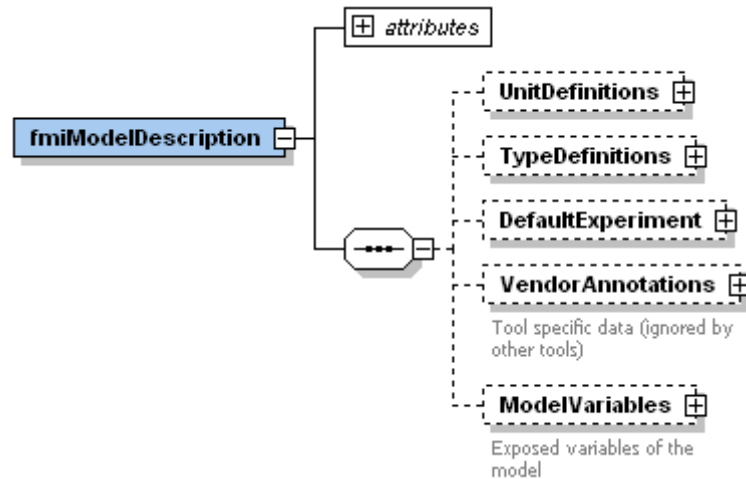 attributes
fmiModelDescription
UnitDefinitions
TypeDefinitions
DefaultExperiment
VendorAnnotations
Tool specific data (ignored by
other tools)
ModelVariables
Exposed variables of the
model